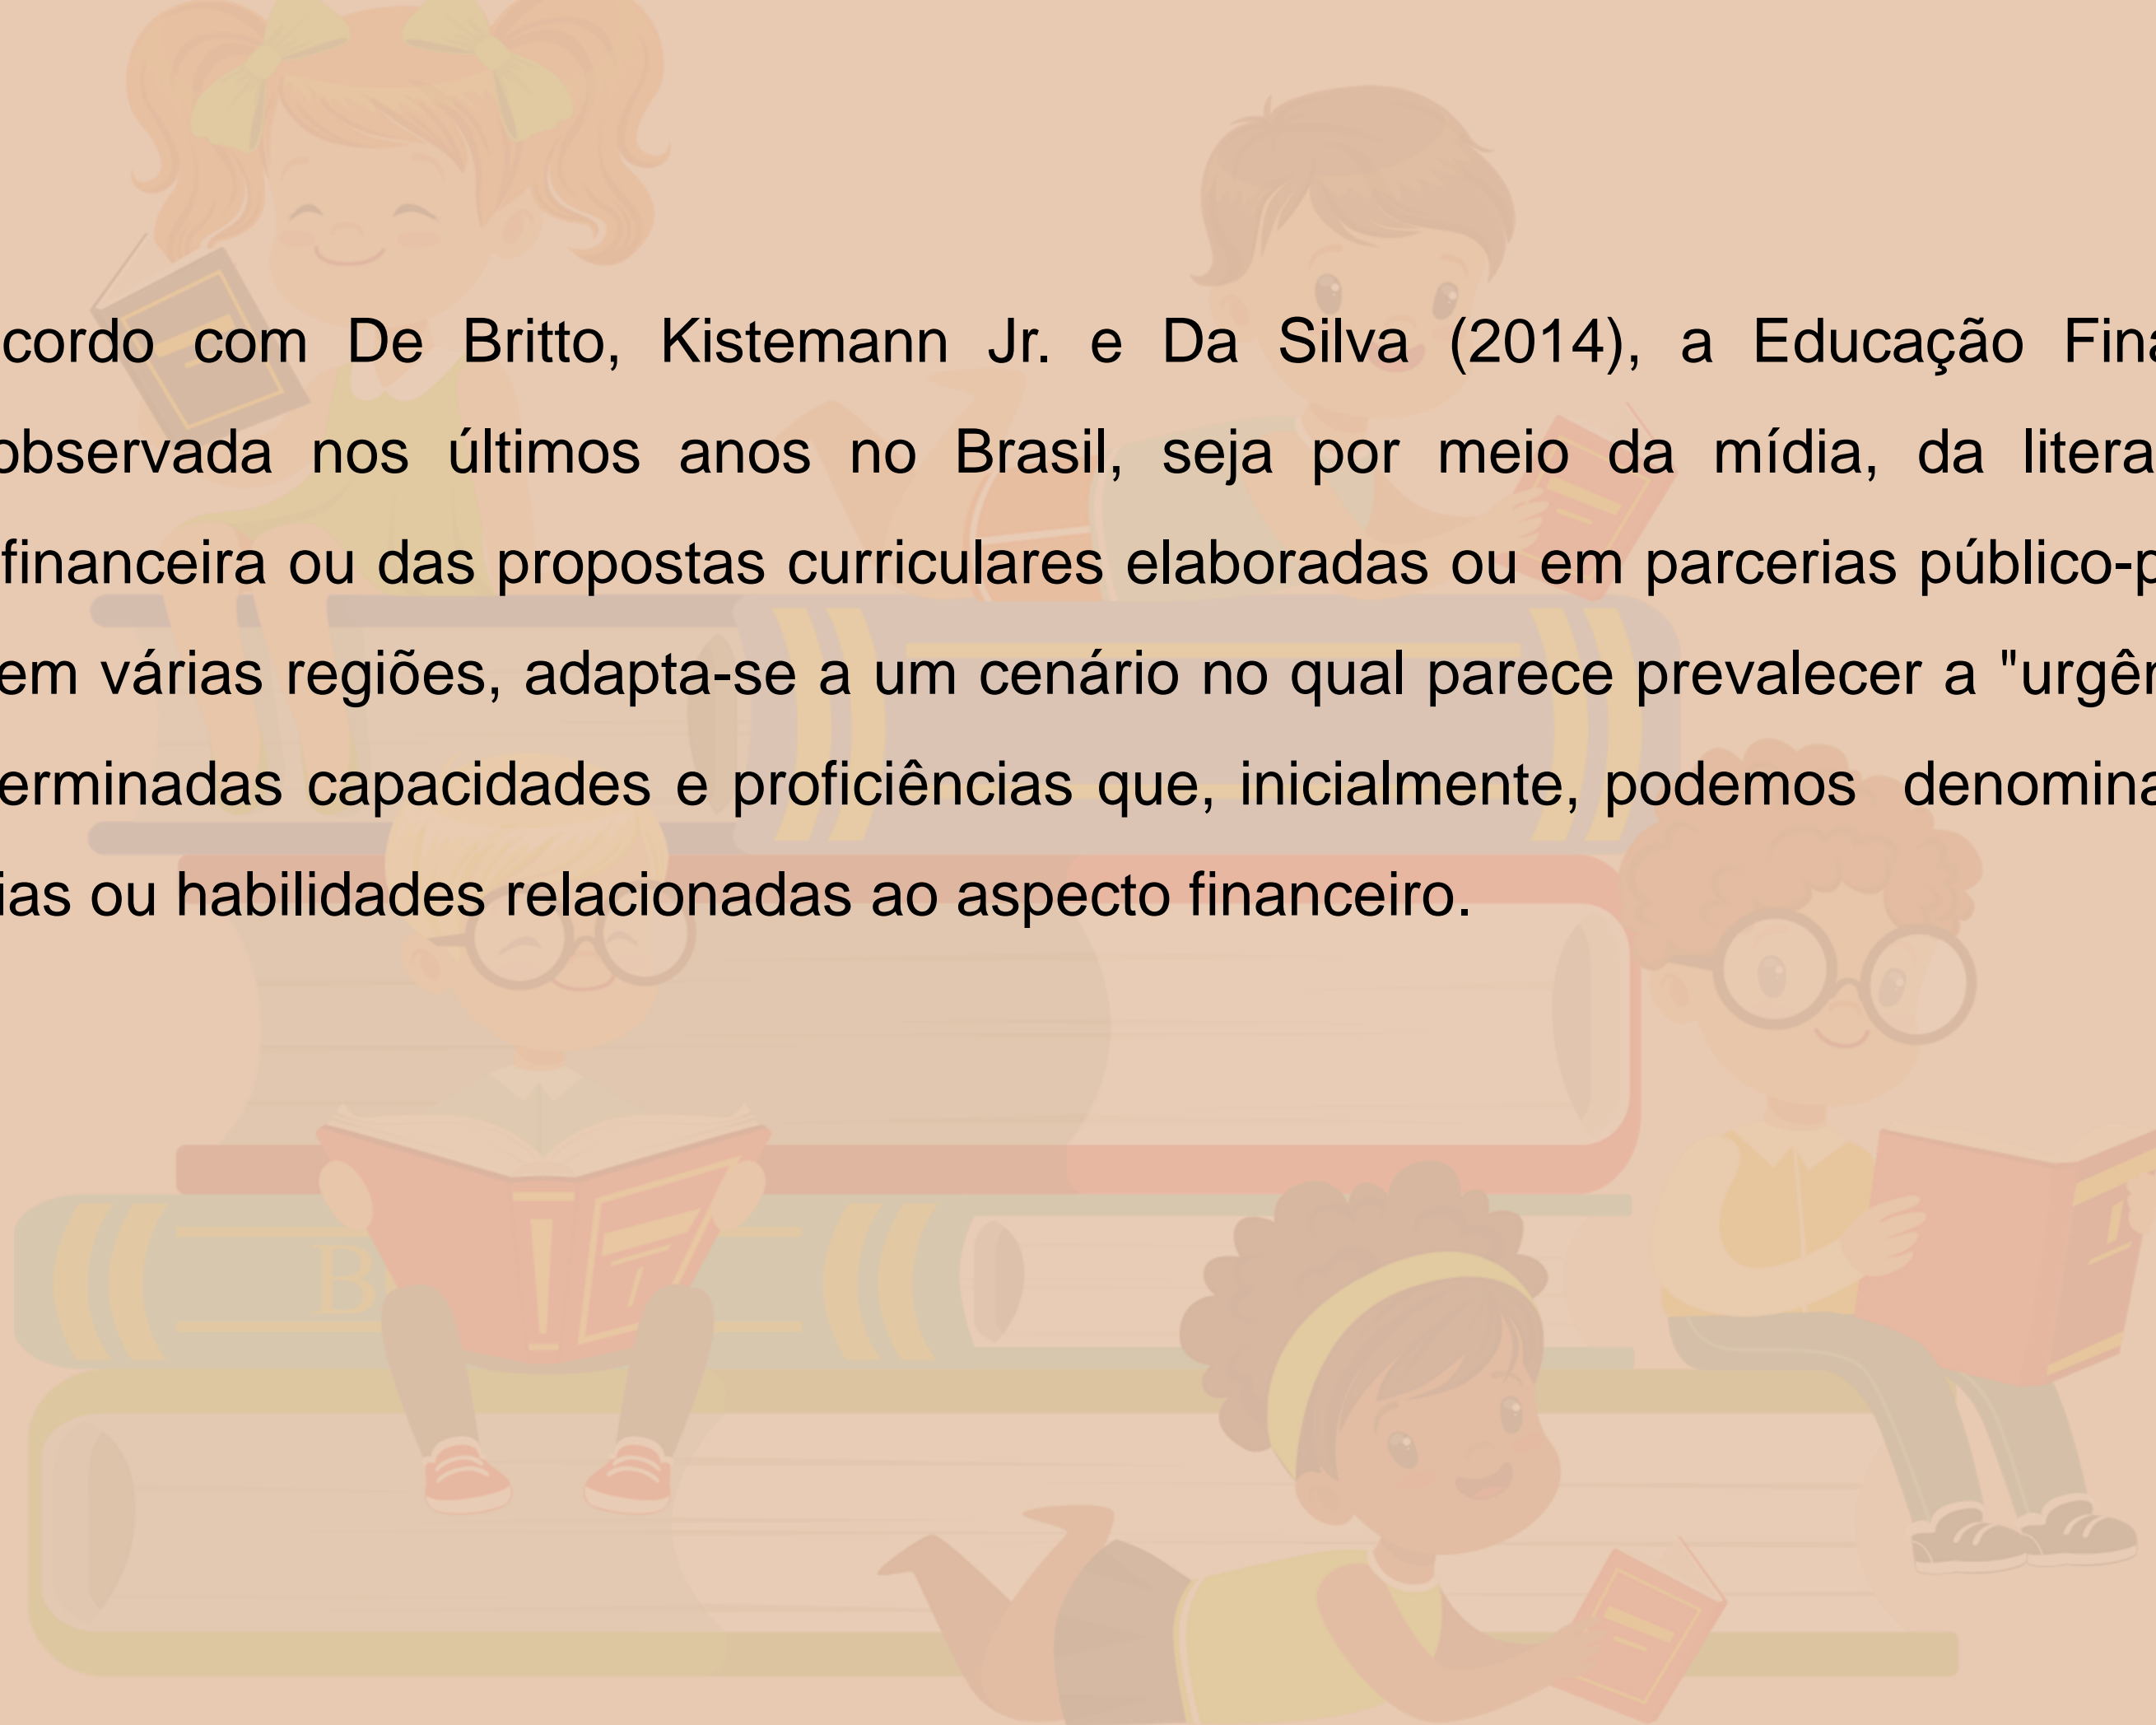 cordo com De Britto, Kistemann Jr. e Da Silva (2014), a Educação Fina
observada nos últimos anos no Brasil, seja por meio da mídia, da litera
financeira ou das propostas curriculares elaboradas ou em parcerias público-p
em várias regiões, adapta-se a um cenário no qual parece prevalecer a "urgên
erminadas capacidades e proficiências que, inicialmente, podemos denomina
ias ou habilidades relacionadas ao aspecto financeiro.
B